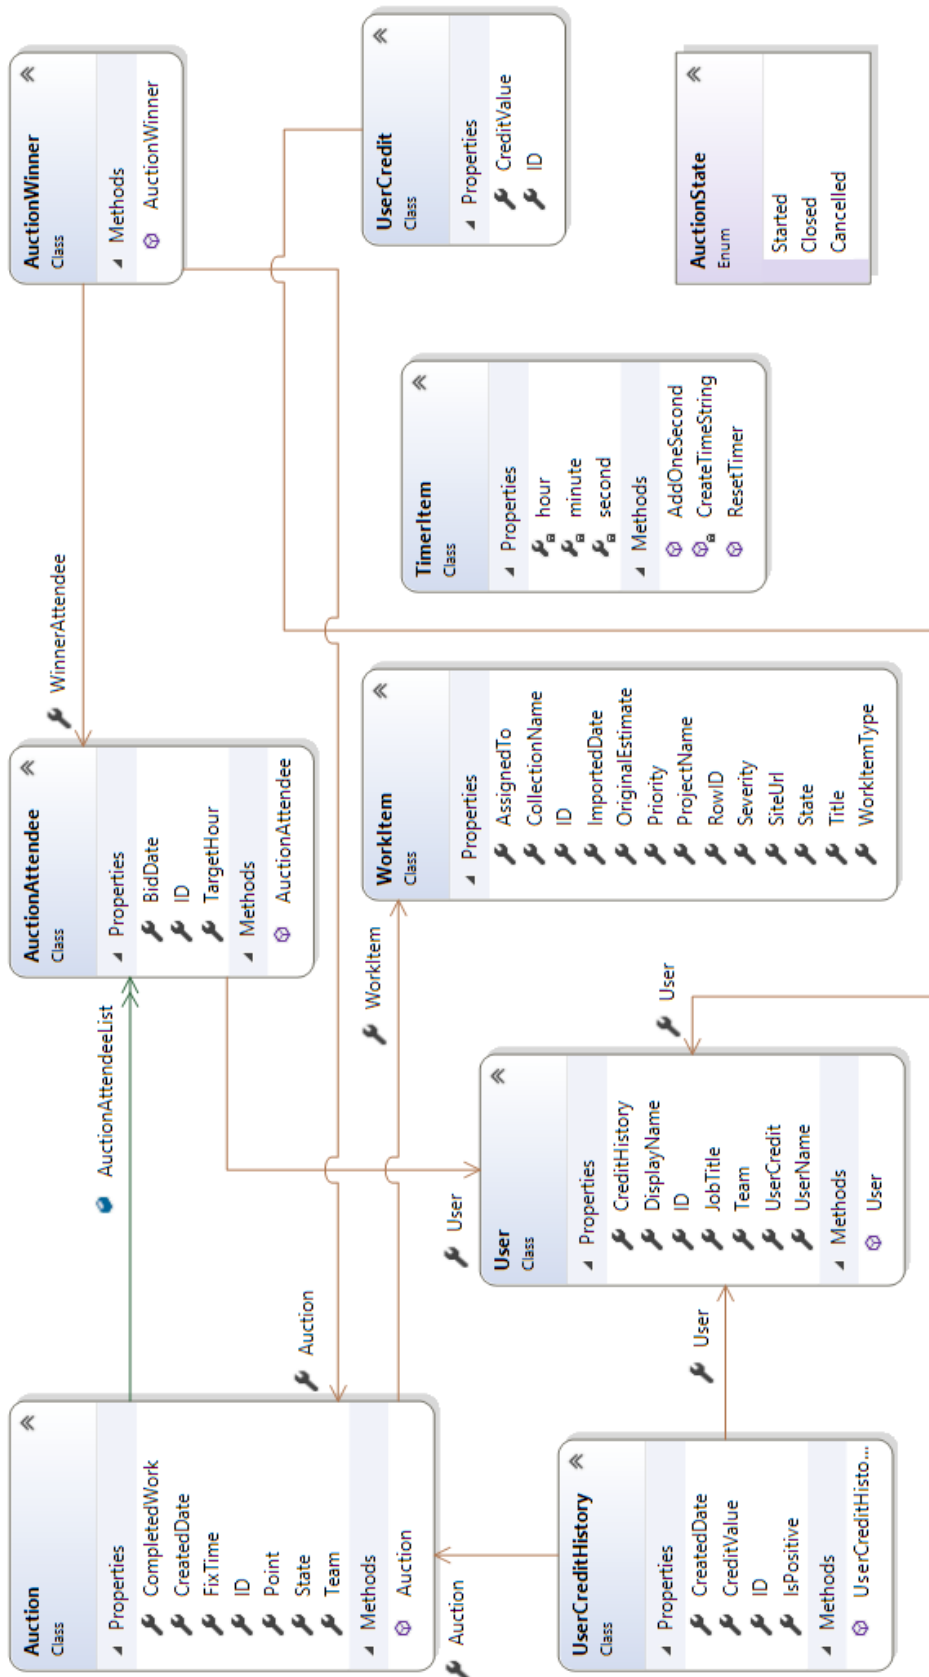 Auction
Class
Properties
CompletedWork
CreatedDate
FixTime
ID
Point
State
Team
Methods
Auction
AuctionAttendeeList
AuctionAttendee
Class
Properties
BidDate
ID
TargetHour
Methods
AuctionAttendee
WinnerAttendee
AuctionWinner
Class
Methods
AuctionWinner
Auction
User
WorkItem
WorkItem
Class
Properties
AssignedTo
CollectionName
ID
ImportedDate
OriginalEstimate
Priority
ProjectName
RowID
Severity
SiteUrl
State
Title
WorkItemType
TimerItem
Class
Properties
hour
minute
second
Methods
AddOneSecond
CreateTimeString
ResetTimer
UserCredit
Class
Properties
CreditValue
ID
Auction
UserCreditHistory
Class
Properties
CreatedDate
CreditValue
ID
IsPositive
Methods
UserCreditHisto...
User
User
Class
Properties
CreditHistory
DisplayName
ID
JobTitle
Team
UserCredit
UserName
Methods
User
User
AuctionState
Enum
Started
Closed
Cancelled